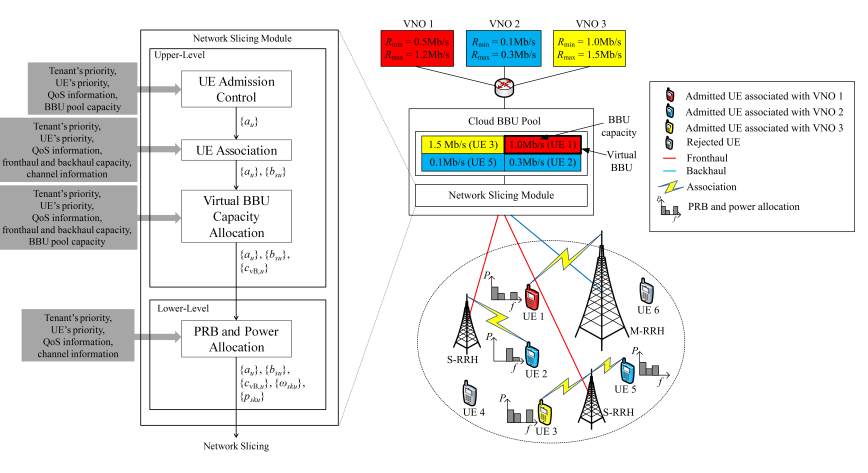 Network Slicing Module
Upper-Level
Tenant's priority,
UE's priority,
QoS information,
BBU pool capacity
UE Admission
Control
{a_u}
Tenant's priority,
UE's priority,
QoS information,
fronthaul and backhaul capacity,
channel information
UE Association
{a_u}, {b_su}
Tenant's priority,
UE's priority,
QoS information,
fronthaul and backhaul capacity,
BBU pool capacity
Virtual BBU
Capacity
Allocation
{a_u}, {b_su},
{c_vB,u}
Lower-Level
Tenant's priority,
UE's priority,
QoS information,
channel information
PRB and Power
Allocation
{a_u}, {b_su},
{c_vB,u}, {ω_sku},
{p_sku}
Network Slicing
VNO 1
R_min = 0.5Mb/s
R_max = 1.2Mb/s
VNO 2
R_min = 0.1Mb/s
R_max = 0.3Mb/s
VNO 3
R_min = 1.0Mb/s
R_max = 1.5Mb/s
Cloud BBU Pool
1.5 Mb/s (UE 3)
1.0Mb/s (UE 1)
0.1Mb/s (UE 5)
0.3Mb/s (UE 2)
BBU
capacity
Virtual
BBU
Network Slicing Module
P
f
UE 1
UE 6
M-RRH
S-RRH
P
f
UE 2
P
f
UE 5
UE 4
P
f
UE 3
S-RRH
Admitted UE associated with VNO 1
Admitted UE associated with VNO 2
Admitted UE associated with VNO 3
Rejected UE
Fronthaul
Backhaul
Association
PRB and power allocation
f